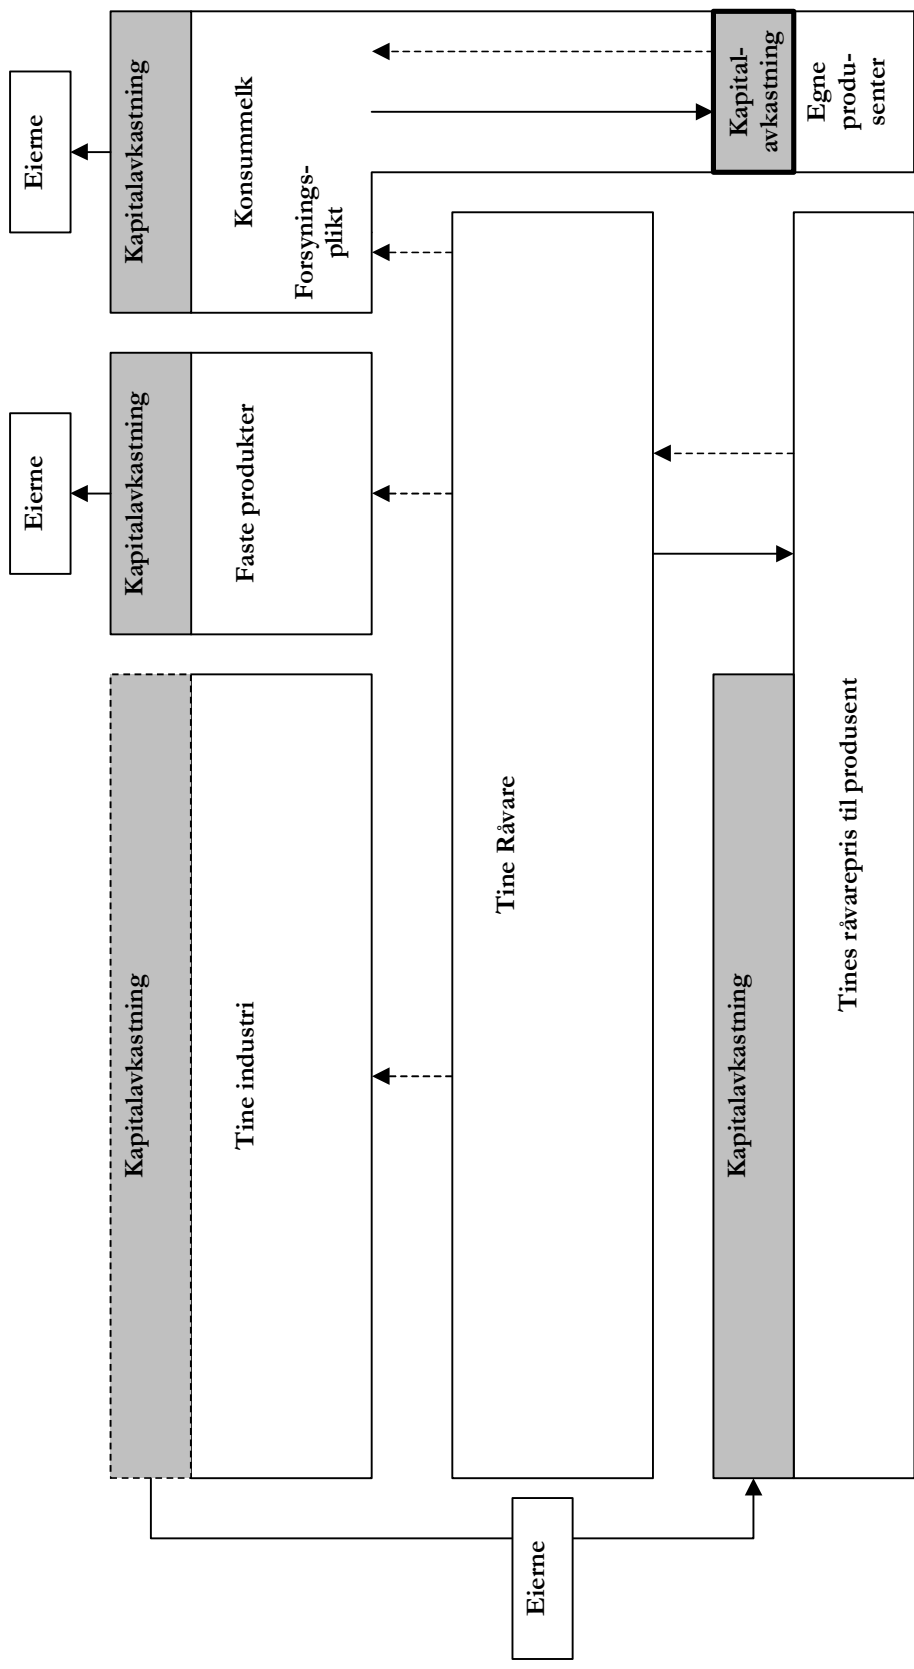 Eierne
Eierne
Kapitalavkastning
Kapitalavkastning
Kapitalavkastning
Tine industri
Faste produkter
Konsummelk
Forsynings-
plikt
Tine Råvare
Eierne
Kapitalavkastning
Kapital-
avkastning
Tines råvarepris til produsent
Egne
produ-
senter